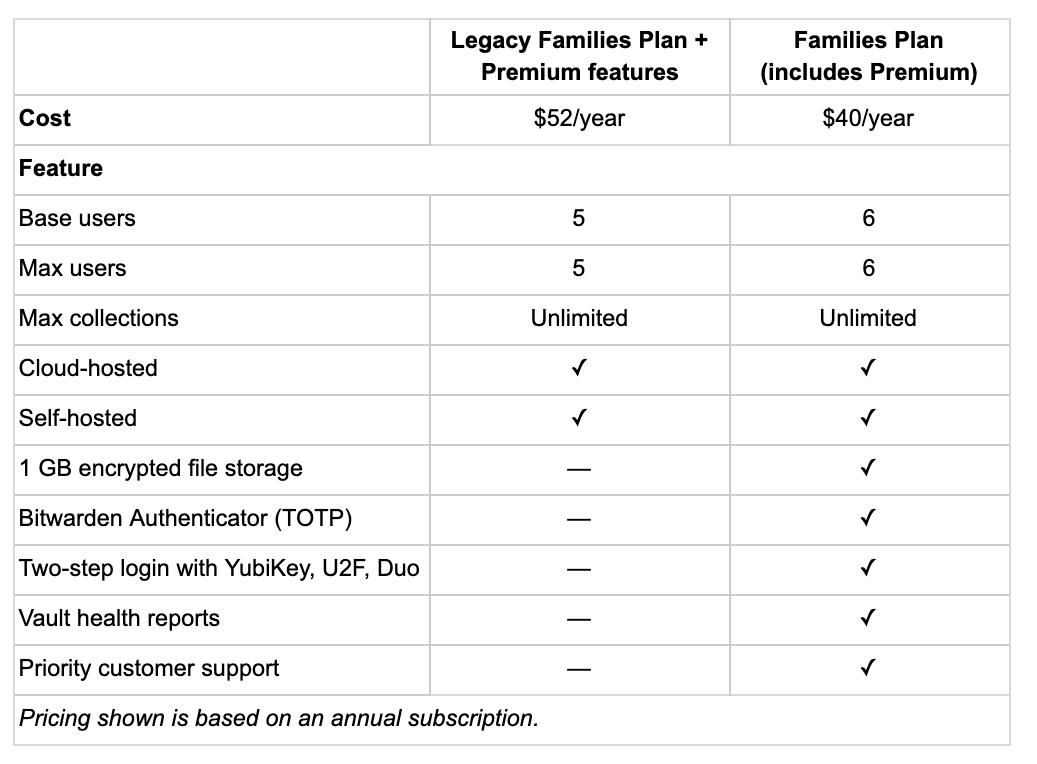 Legacy Families Plan + Premium features
Families Plan (includes Premium)
Cost $52/year $40/year
Feature
Base users 5 6
Max users 5 6
Max collections Unlimited Unlimited
Cloud-hosted ✓ ✓
Self-hosted ✓ ✓
1 GB encrypted file storage — ✓
Bitwarden Authenticator (TOTP) — ✓
Two-step login with YubiKey, U2F, Duo — ✓
Vault health reports — ✓
Priority customer support — ✓
Pricing shown is based on an annual subscription.